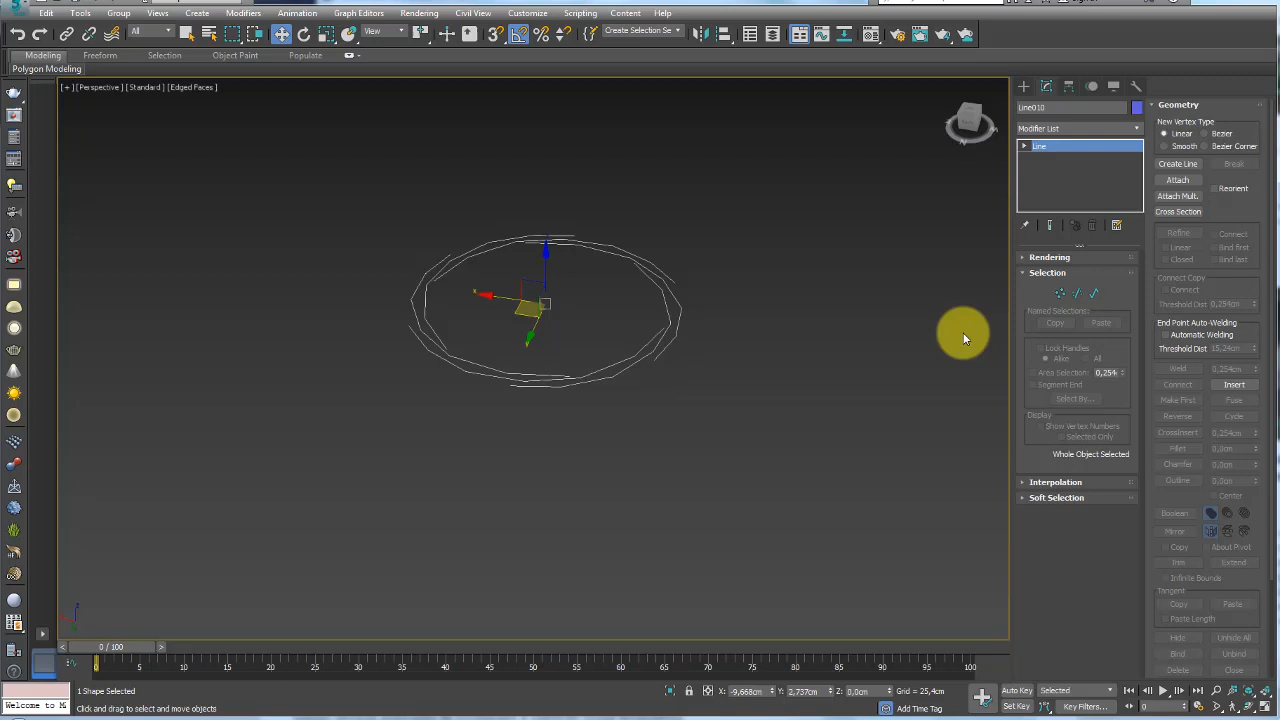 Edit Tools Group Views Create Modifiers Animation Graph Editors Rendering Civil View Customize Scripting Content Help
All View Create Selection Se
Modeling Freeform Selection Object Paint Populate
Polygon Modeling
[ + ] [Perspective ] [Standard ] [Edged Faces ]
Line010
Modifier List
Line
Rendering
Selection
Named Selections:
Copy Paste
Lock Handles
Alike All
Area Selection: 0,254
Segment End
Select By...
Display
Show Vertex Numbers
Selected Only
Whole Object Selected
Interpolation
Soft Selection
Geometry
New Vertex Type
Linear Bezier
Smooth Bezier Corner
Create Line Break
Attach
Reorient
Attach Mult.
Cross Section
Refine Connect
Linear Bind first
Closed Bind last
Connect Copy
Connect
Threshold Dist 0,254cm
End Point Auto-Welding
Automatic Welding
Threshold Dist 15,24cm
Weld 0,254cm
Connect Insert
Make First Fuse
Reverse Cycle
CrossInsert 0,254cm
Fillet 0,0cm
Chamfer 0,0cm
Outline 0,0cm
Center
Boolean
Mirror
Copy About Pivot
Trim Extend
Infinite Bounds
Tangent
Copy Paste
Paste Length
Hide Unhide All
Bind Unbind
Delete Close
x
y
z
0 / 100
0 5 10 15 20 25 30 35 40 45 50 55 60 65 70 75 80 85 90 95 100
1 Shape Selected
X: -9,668cm Y: 2,737cm Z: 0,0cm Grid = 25,4cm
Auto Key Selected
Welcome to M
Click and drag to select and move objects
Add Time Tag
Set Key Key Filters...
0